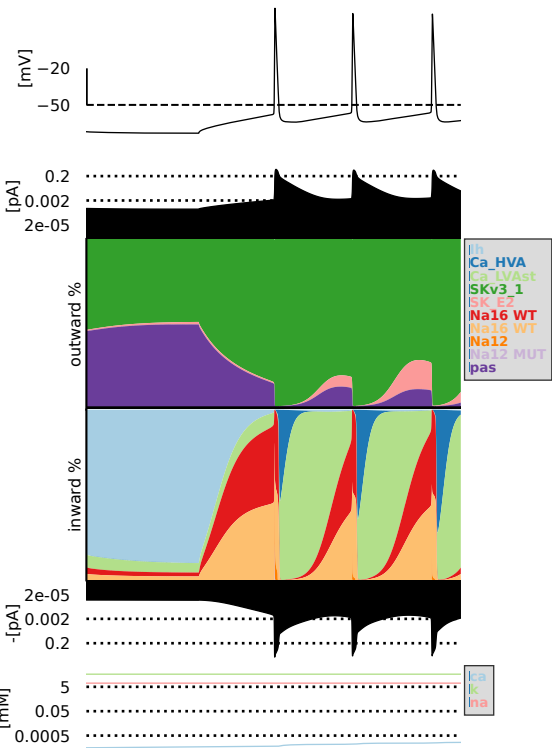 [mV]
−20
−50
[pA]
0.2
0.002
2e-05
outward %
Ih
Ca_HVA
Ca_LVAst
SKv3_1
SK_E2
Na16 WT
Na16 WT
Na12
Na12 MUT
pas
inward %
-[pA]
2e-05
0.002
0.2
[mM]
5
0.05
0.0005
ca
k
na